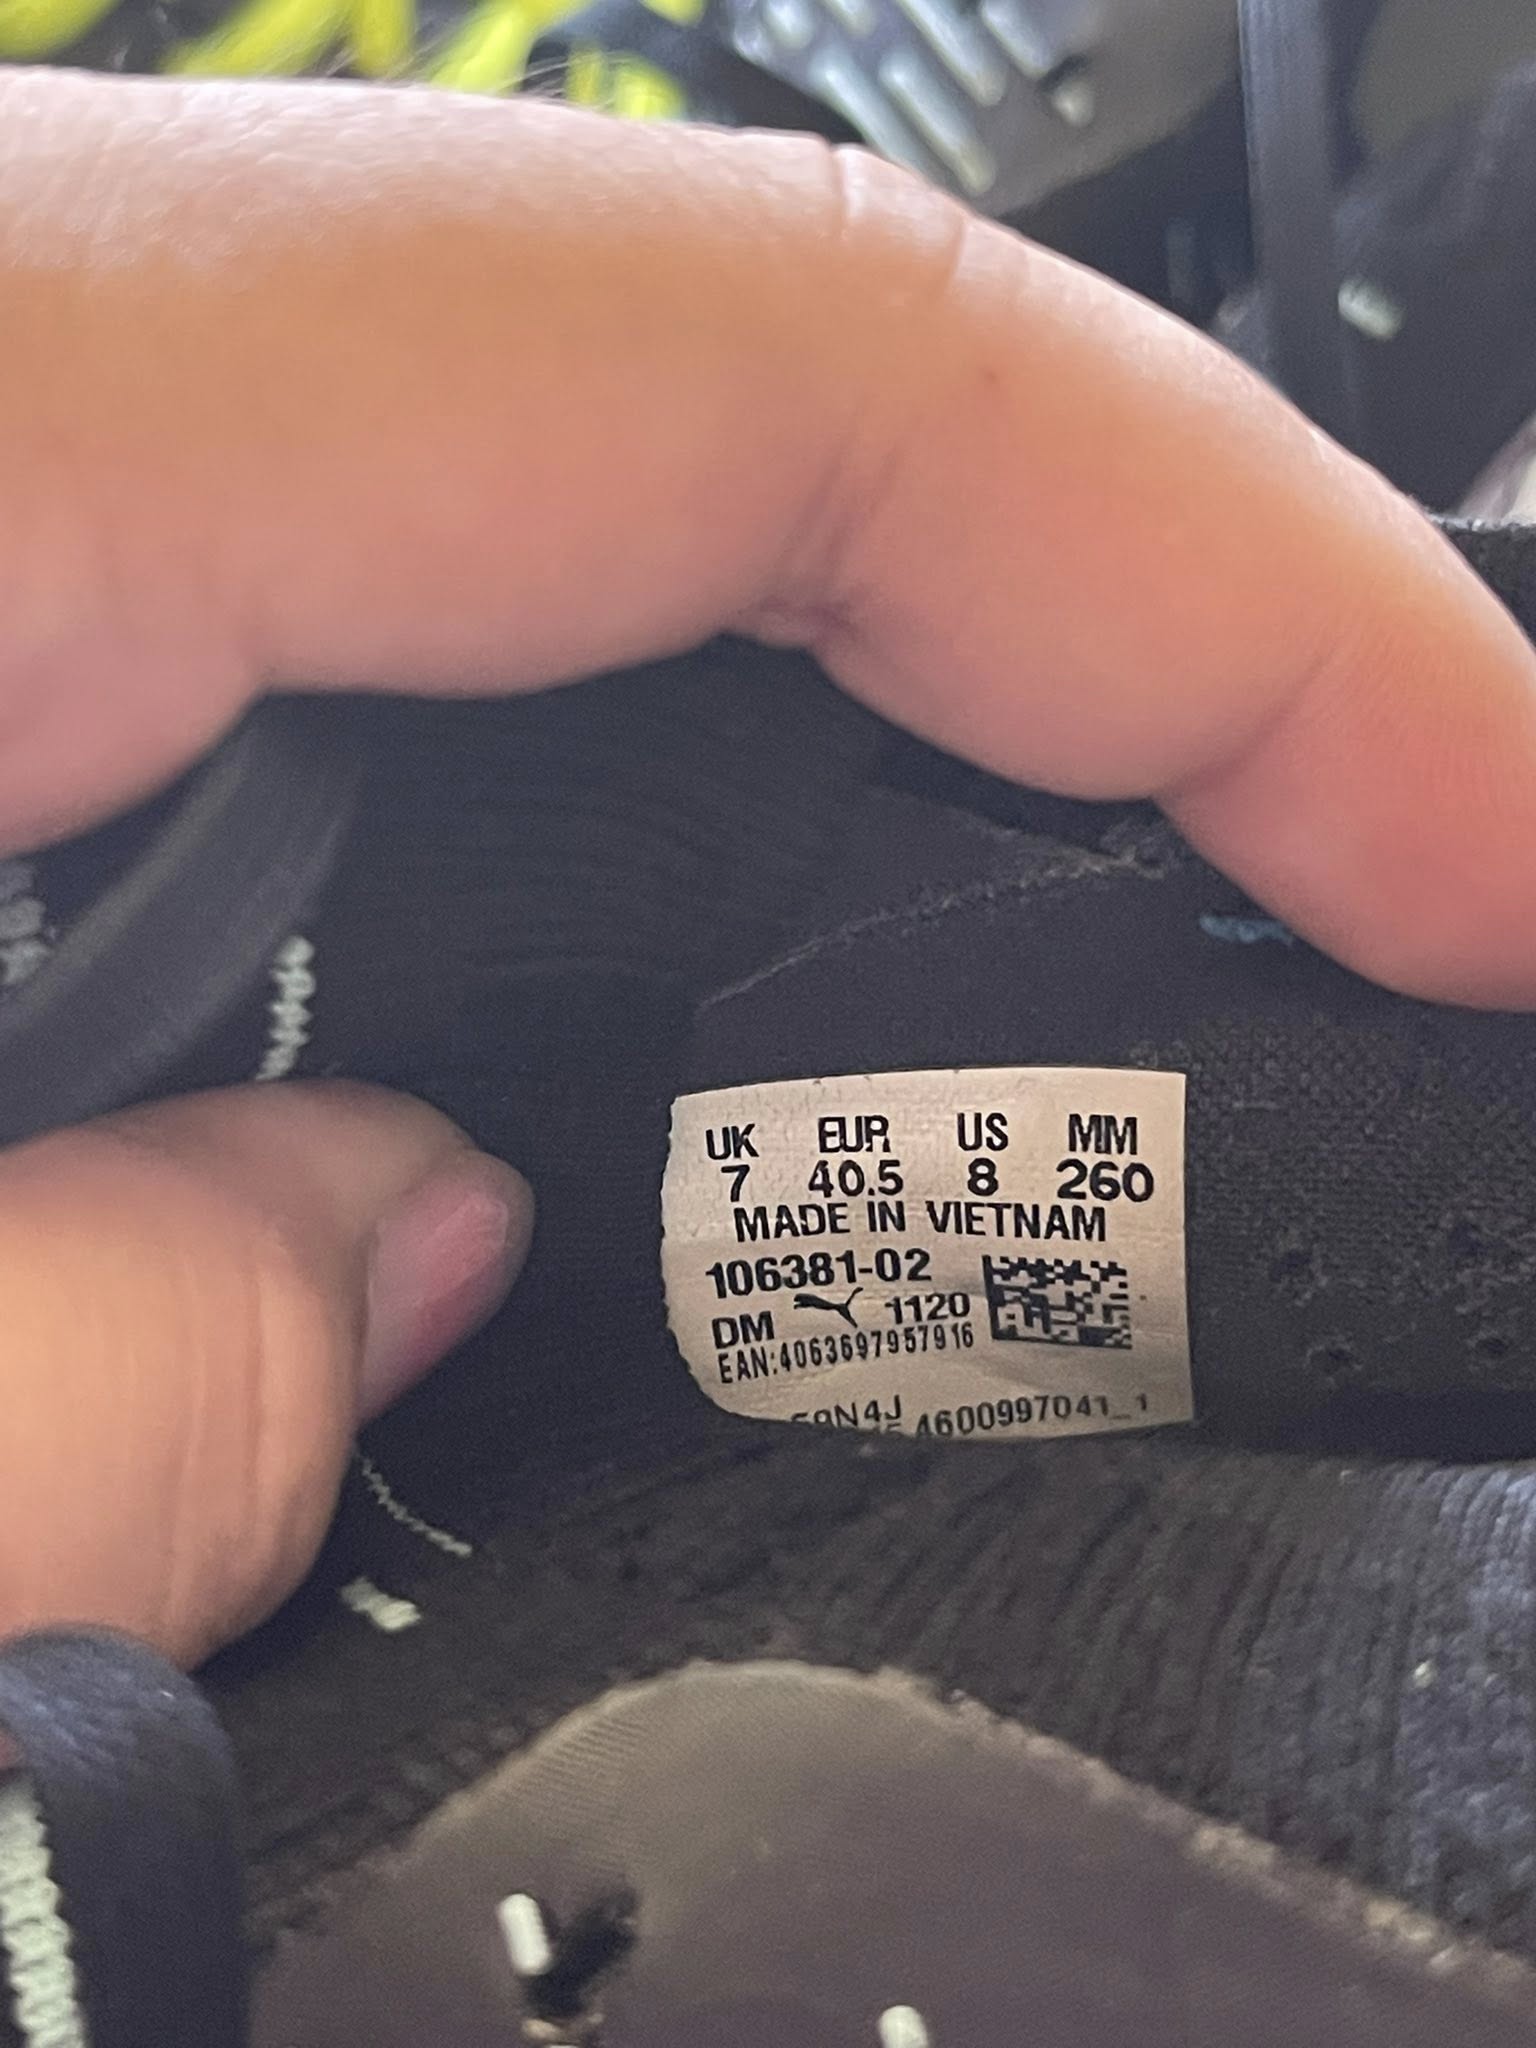 UK EUR US MM
7 40.5 8 260
MADE IN VIETNAM
106381-02
DM 1120
EAN:4063697957916
59N4J
4600997041_1